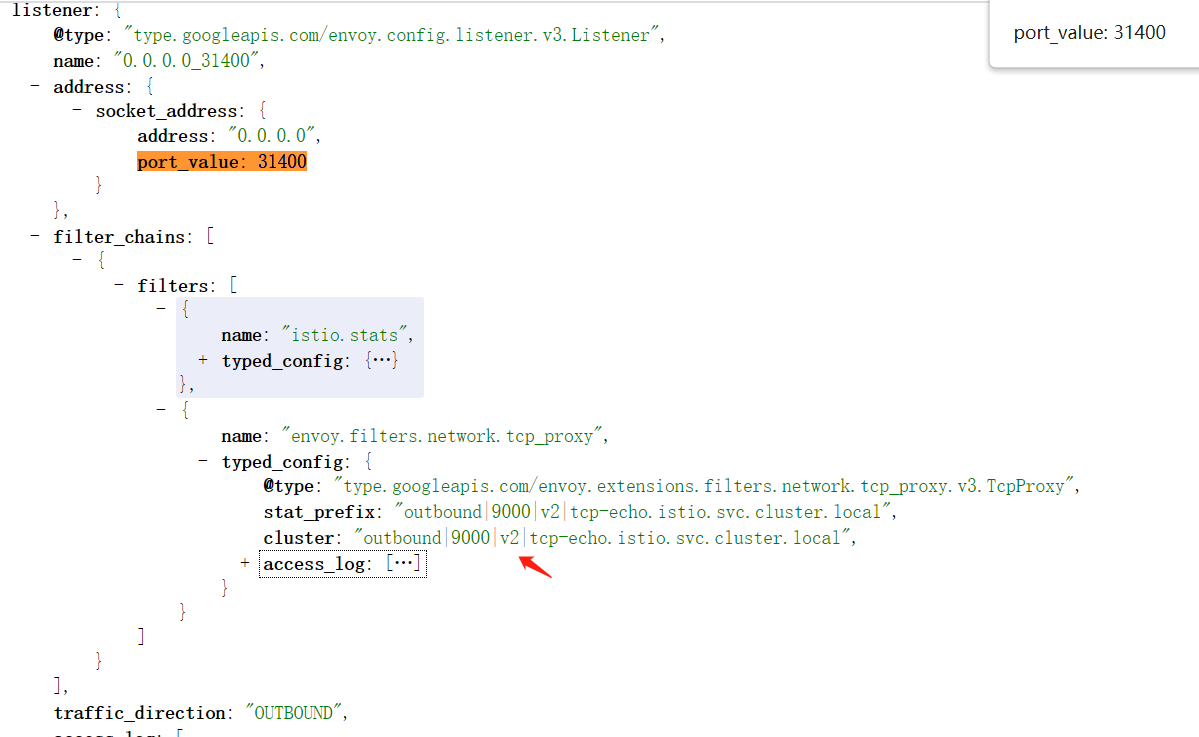 listener: {
@type: "type.googleapis.com/envoy.config.listener.v3.Listener",
port_value: 31400
name: "0.0.0.0_31400",
- address: {
- socket_address: {
address: "0.0.0.0",
port_value: 31400
}
},
- filter_chains: [
- {
- filters: [
- {
name: "istio.stats",
+ typed_config: {…}
},
- {
name: "envoy.filters.network.tcp_proxy",
- typed_config: {
@type: "type.googleapis.com/envoy.extensions.filters.network.tcp_proxy.v3.TcpProxy",
stat_prefix: "outbound|9000|v2|tcp-echo.istio.svc.cluster.local",
cluster: "outbound|9000|v2|tcp-echo.istio.svc.cluster.local",
+ access_log: […]
}
}
]
}
],
traffic_direction: "OUTBOUND",
access_log: [